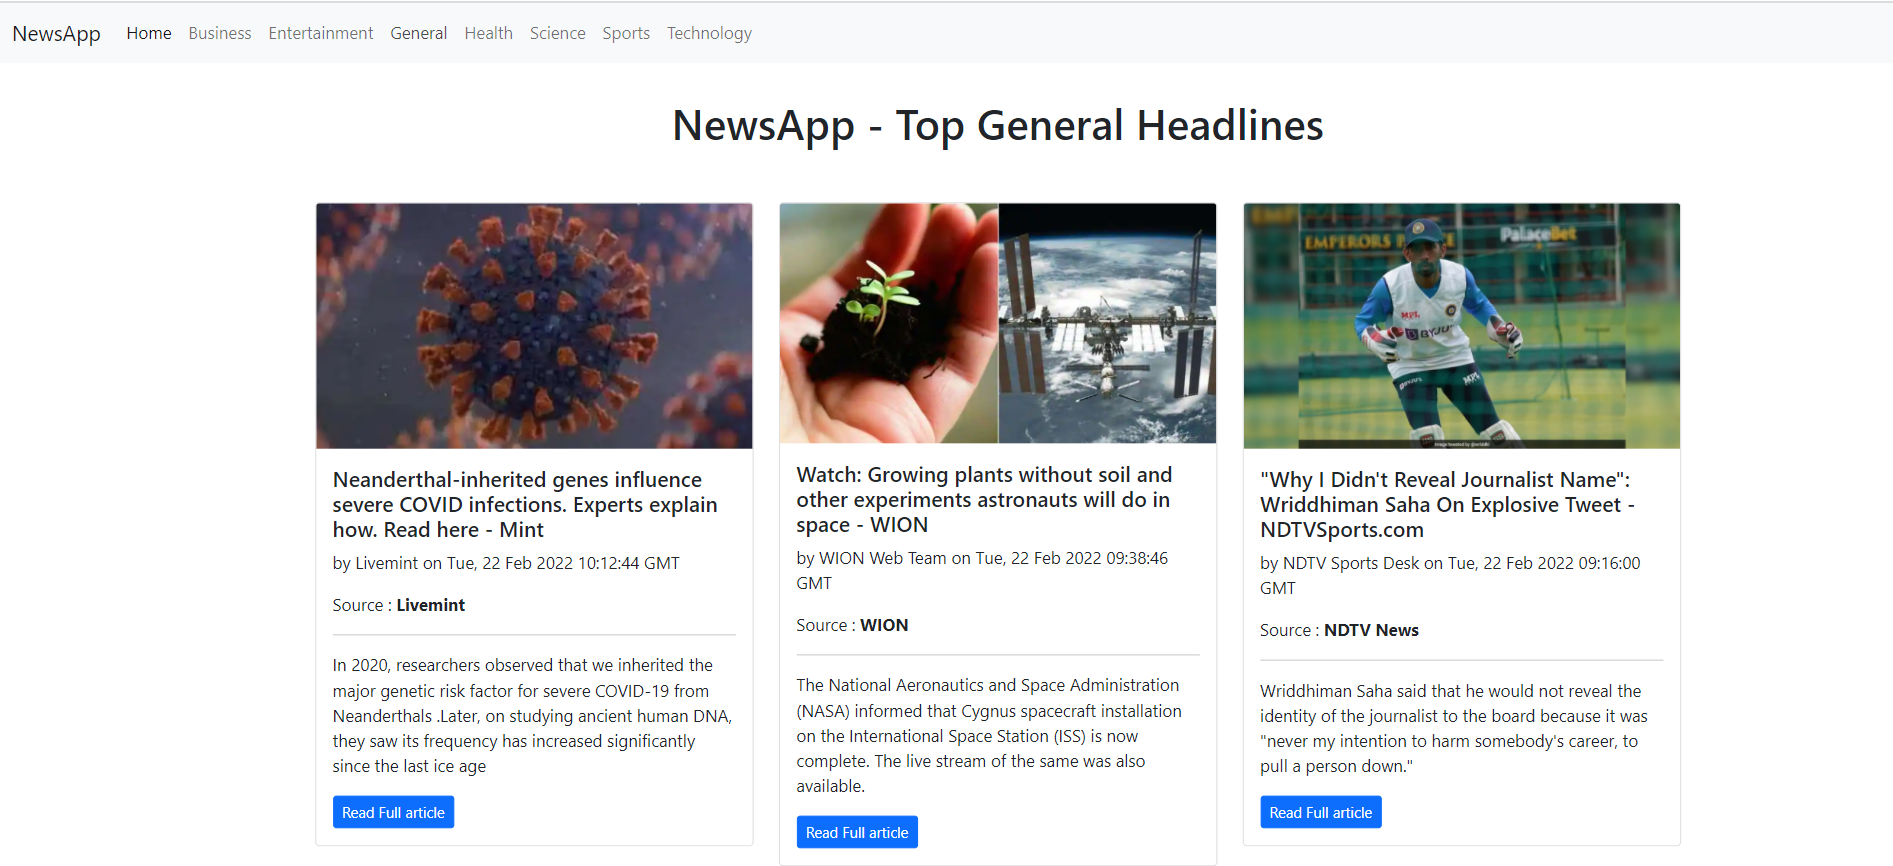 NewsApp Home Business Entertainment General Health Science Sports Technology
NewsApp - Top General Headlines
EMPERORS
PalaceBet
MPL
BYJU'
MPL
Neanderthal-inherited genes influence
severe COVID infections. Experts explain
how. Read here - Mint
by Livemint on Tue, 22 Feb 2022 10:12:44 GMT
Source : Livemint
In 2020, researchers observed that we inherited the
major genetic risk factor for severe COVID-19 from
Neanderthals .Later, on studying ancient human DNA,
they saw its frequency has increased significantly
since the last ice age
Read Full article
Watch: Growing plants without soil and
other experiments astronauts will do in
space - WION
by WION Web Team on Tue, 22 Feb 2022 09:38:46
GMT
Source : WION
The National Aeronautics and Space Administration
(NASA) informed that Cygnus spacecraft installation
on the International Space Station (ISS) is now
complete. The live stream of the same was also
available.
Read Full article
"Why I Didn't Reveal Journalist Name":
Wriddhiman Saha On Explosive Tweet -
NDTVSports.com
by NDTV Sports Desk on Tue, 22 Feb 2022 09:16:00
GMT
Source : NDTV News
Wriddhiman Saha said that he would not reveal the
identity of the journalist to the board because it was
"never my intention to harm somebody's career, to
pull a person down."
Read Full article